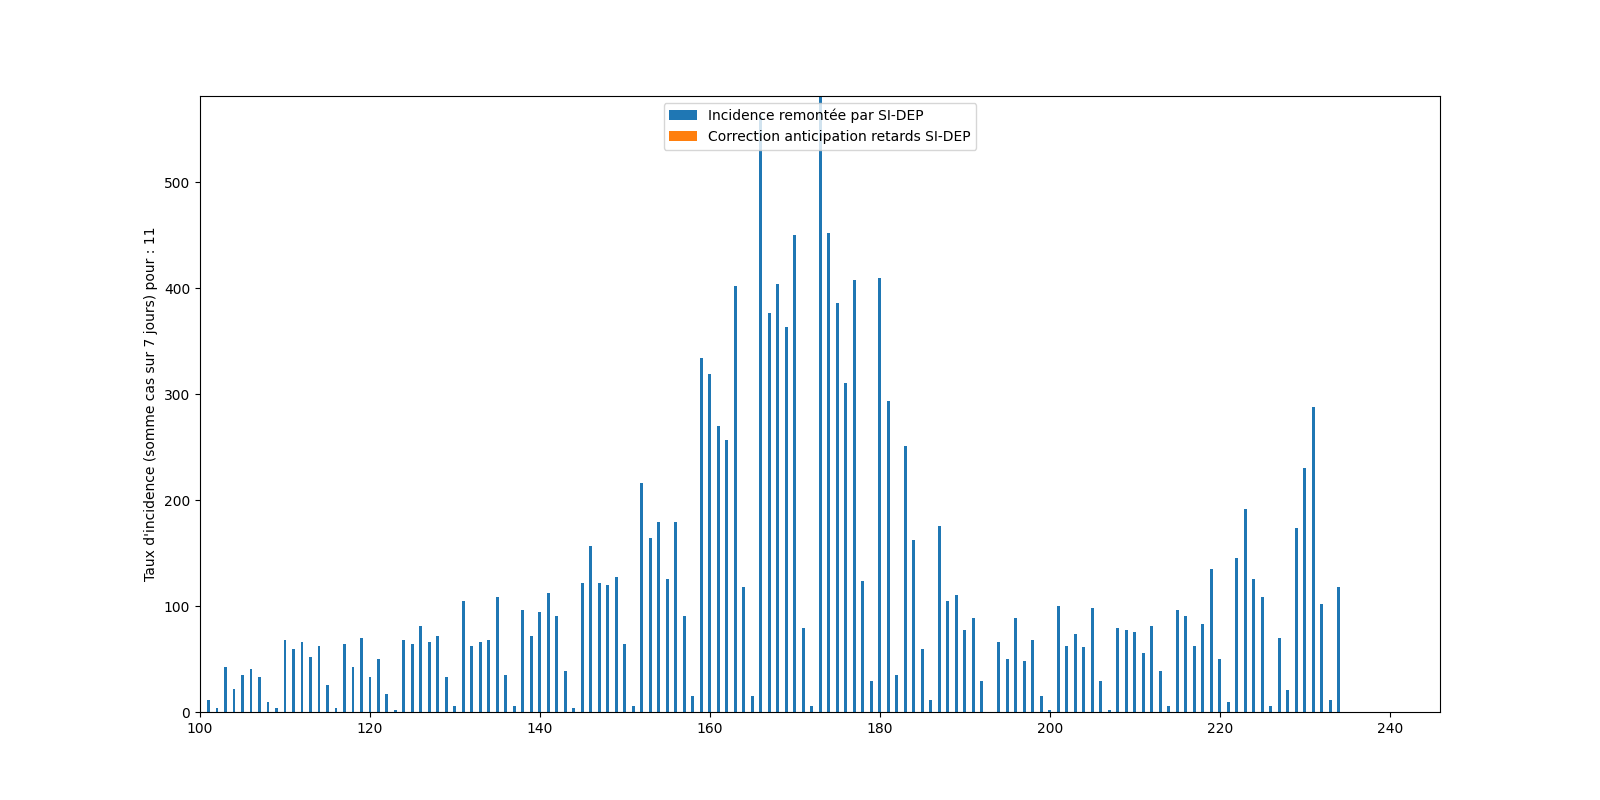 Incidence remontée par SI-DEP
Correction anticipation retards SI-DEP
Taux d'incidence (somme cas sur 7 jours) pour : 11
500
400
300
200
100
0
100 120 140 160 180 200 220 240